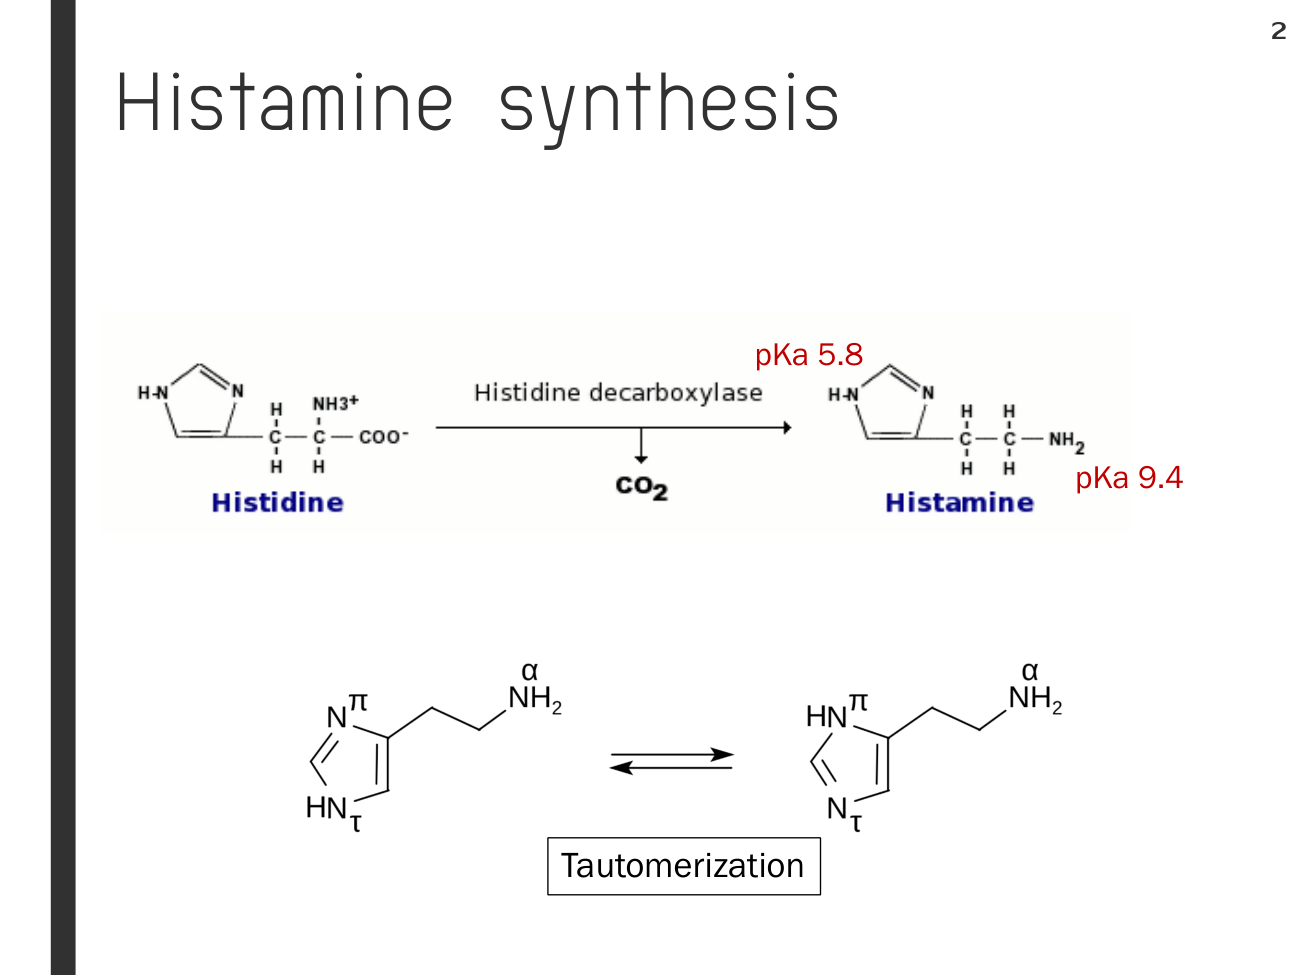 2
Histamine synthesis
pKa 5.8
H-N
N
H
NH3+
C
C
COO-
H
H
Histidine
Histidine decarboxylase
CO2
H-N
N
H
H
C
C
NH2
H
H
pKa 9.4
Histamine
α
NH2
π
N
HN
τ
α
NH2
π
HN
N
τ
Tautomerization